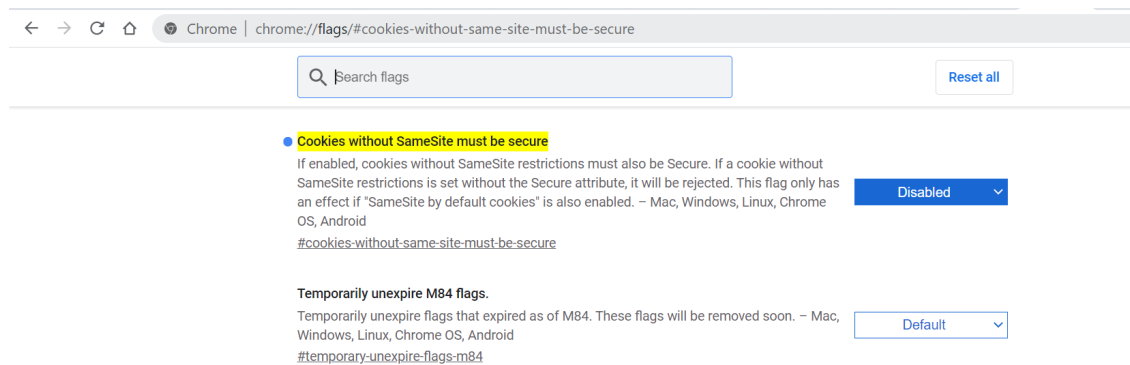 Chrome | chrome://flags/#cookies-without-same-site-must-be-secure
Search flags
Reset all
Cookies without SameSite must be secure
If enabled, cookies without SameSite restrictions must also be Secure. If a cookie without
SameSite restrictions is set without the Secure attribute, it will be rejected. This flag only has
an effect if "SameSite by default cookies" is also enabled. – Mac, Windows, Linux, Chrome
OS, Android
#cookies-without-same-site-must-be-secure
Disabled
Temporarily unexpire M84 flags.
Temporarily unexpire flags that expired as of M84. These flags will be removed soon. – Mac,
Windows, Linux, Chrome OS, Android
#temporary-unexpire-flags-m84
Default